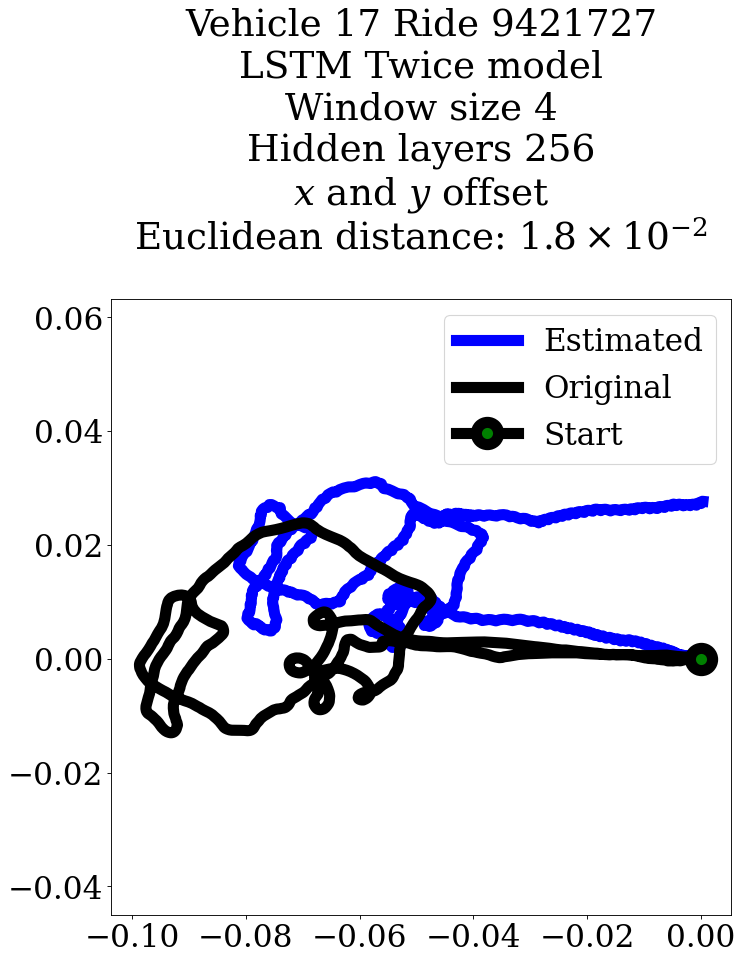 Vehicle 17 Ride 9421727
LSTM Twice model
Window size 4
Hidden layers 256
x and y offset
Euclidean distance: 1.8 × 10⁻²
Estimated
Original
Start
0.06
0.04
0.02
0.00
−0.02
−0.04
−0.10 −0.08 −0.06 −0.04 −0.02 0.00